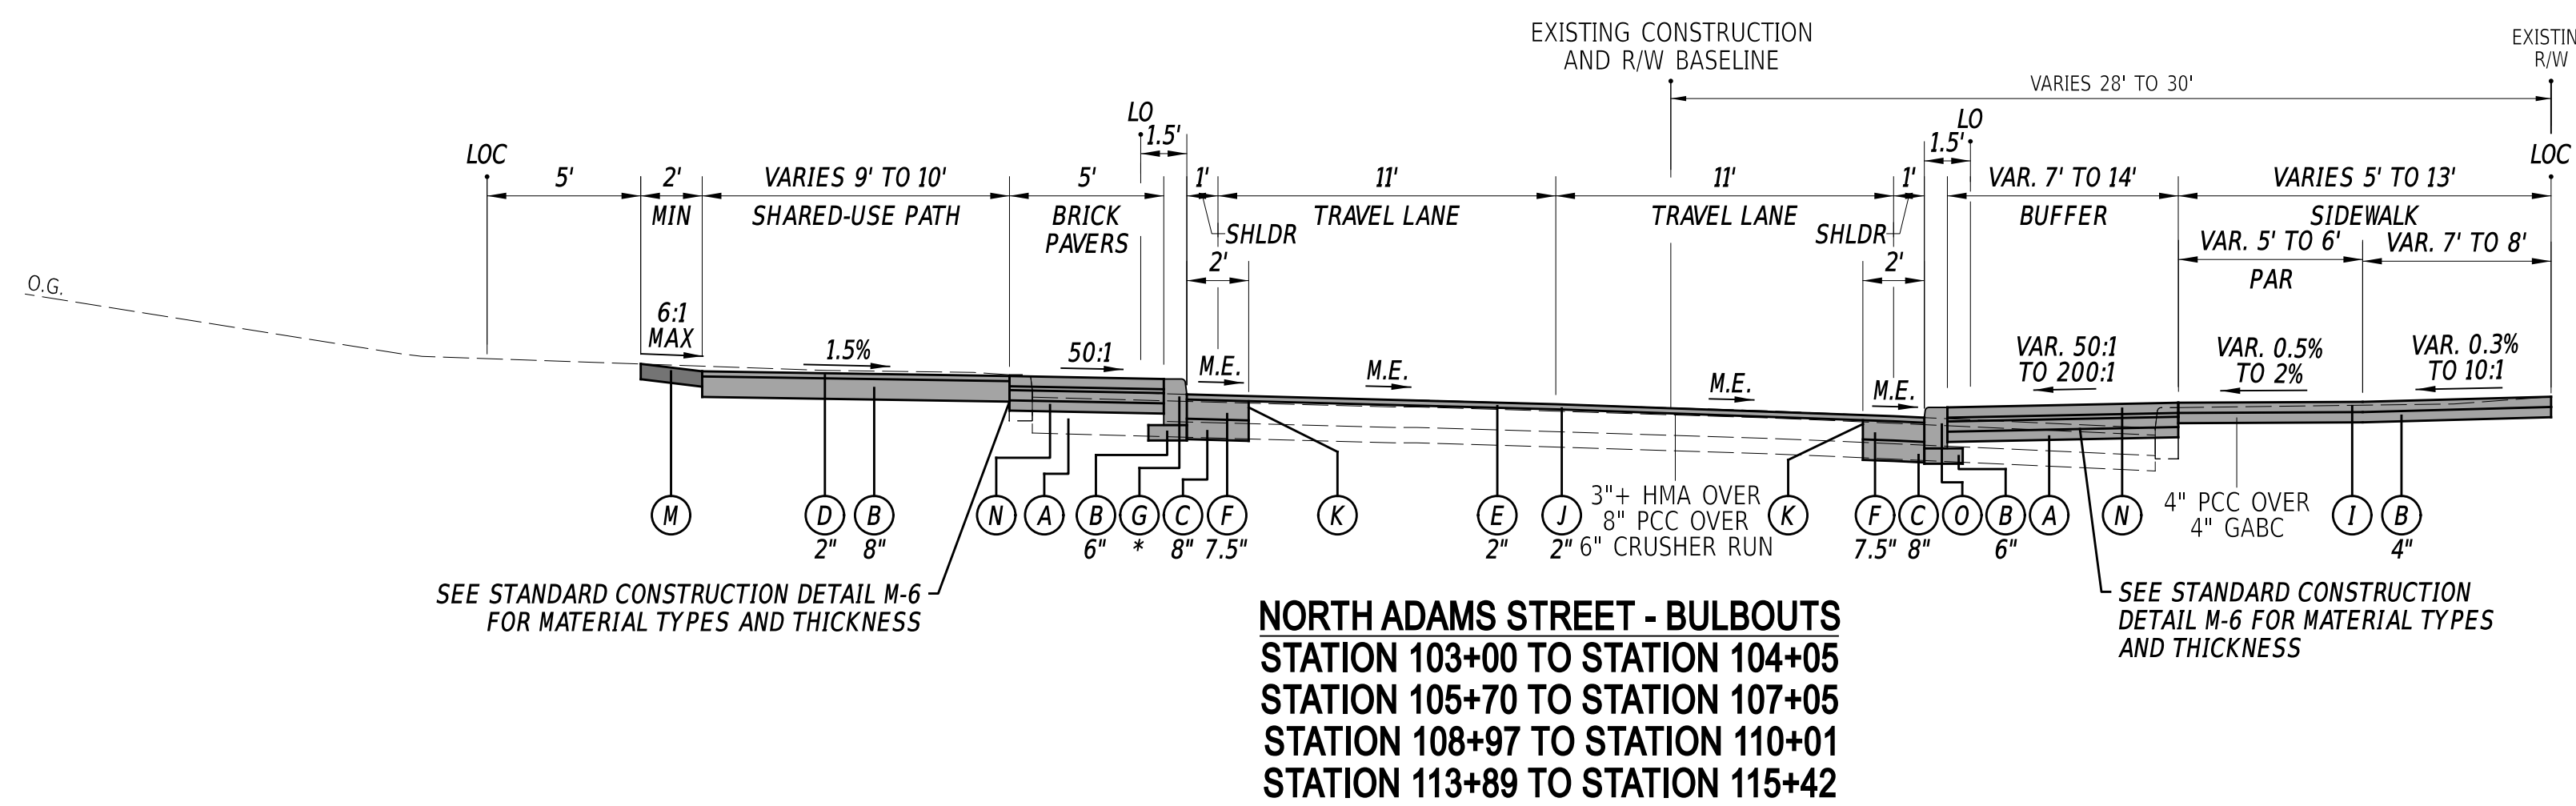 EXISTING CONSTRUCTION
AND R/W BASELINE
EXISTIN
R/W
VARIES 28' TO 30'
LO
1.5'
LO
1.5'
LOC
LOC
5'
2'
MIN
VARIES 9' TO 10'
SHARED-USE PATH
5'
BRICK
PAVERS
1'
SHLDR
2'
11'
TRAVEL LANE
11'
TRAVEL LANE
1'
SHLDR
2'
VAR. 7' TO 14'
BUFFER
VARIES 5' TO 13'
SIDEWALK
VAR. 5' TO 6'
PAR
VAR. 7' TO 8'
O.G.
6:1
MAX
1.5%
50:1
M.E.
M.E.
M.E.
M.E.
VAR. 50:1
TO 200:1
VAR. 0.5%
TO 2%
VAR. 0.3%
TO 10:1
M
D
2"
B
8"
N
A
B
6"
G
*
C
8"
F
7.5"
K
E
2"
J
2"
3"+ HMA OVER
8" PCC OVER
6" CRUSHER RUN
K
F
7.5"
C
8"
O
B
6"
A
N
4" PCC OVER
4" GABC
I
B
4"
SEE STANDARD CONSTRUCTION DETAIL M-6
FOR MATERIAL TYPES AND THICKNESS
SEE STANDARD CONSTRUCTION
DETAIL M-6 FOR MATERIAL TYPES
AND THICKNESS
NORTH ADAMS STREET - BULBOUTS
STATION 103+00 TO STATION 104+05
STATION 105+70 TO STATION 107+05
STATION 108+97 TO STATION 110+01
STATION 113+89 TO STATION 115+42